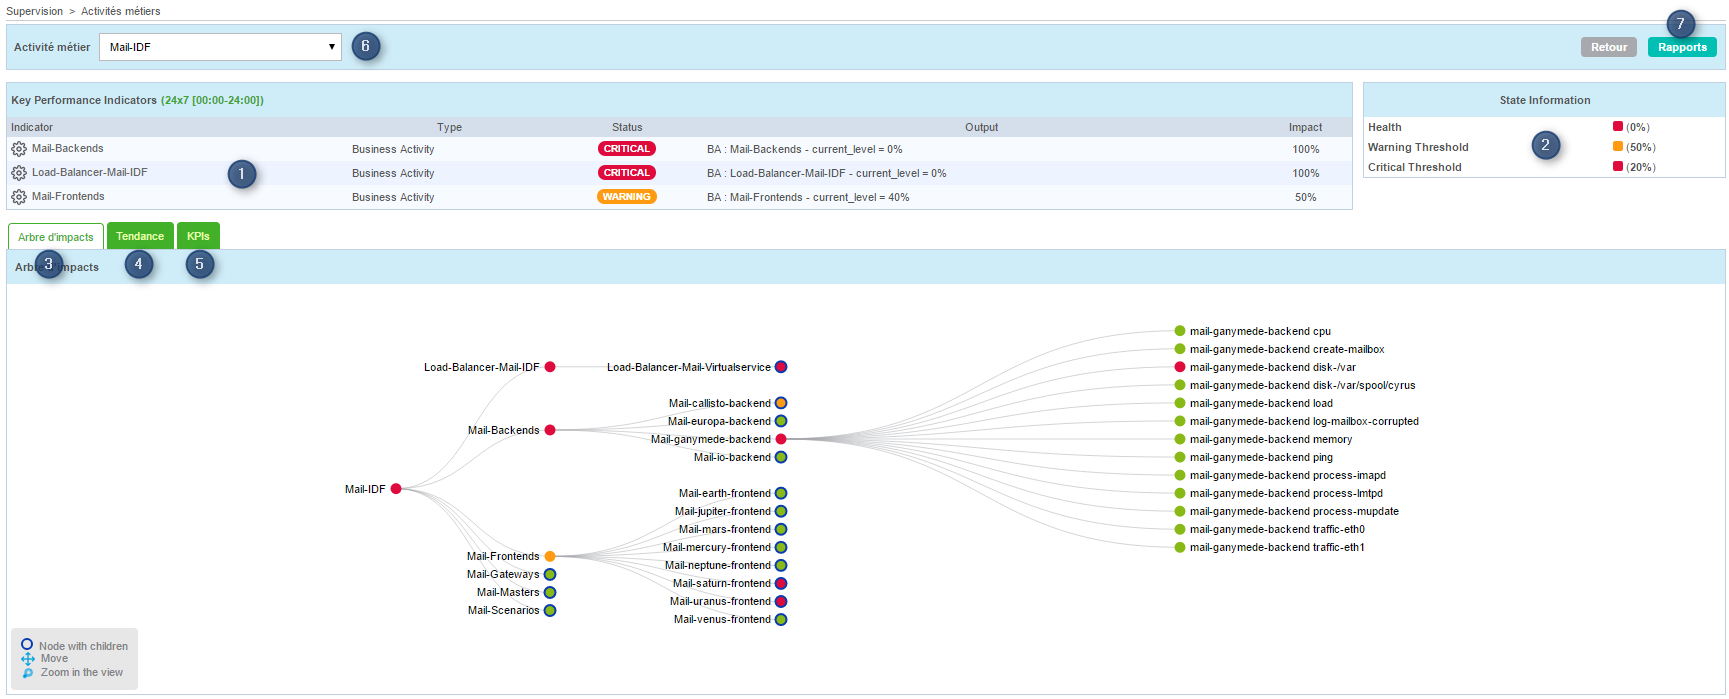 Supervision > Activités métiers
7
Activité métier Mail-IDF 6 Retour Rapports
Key Performance Indicators (24x7 [00:00-24:00])
Indicator Type Status Output Impact
Mail-Backends Business Activity CRITICAL BA : Mail-Backends - current_level = 0% 100%
Load-Balancer-Mail-IDF 1 Business Activity CRITICAL BA : Load-Balancer-Mail-IDF - current_level = 0% 100%
Mail-Frontends Business Activity WARNING BA : Mail-Frontends - current_level = 40% 50%
State Information
Health (0%)
Warning Threshold 2 (50%)
Critical Threshold (20%)
Arbre d'impacts Tendance KPIs
3 4 5
Arbre d'impacts
Mail-IDF
Load-Balancer-Mail-IDF
Mail-Backends
Mail-Frontends
Mail-Gateways
Mail-Masters
Mail-Scenarios
Load-Balancer-Mail-Virtualservice
Mail-callisto-backend
Mail-europa-backend
Mail-ganymede-backend
Mail-io-backend
Mail-earth-frontend
Mail-jupiter-frontend
Mail-mars-frontend
Mail-mercury-frontend
Mail-neptune-frontend
Mail-saturn-frontend
Mail-uranus-frontend
Mail-venus-frontend
mail-ganymede-backend cpu
mail-ganymede-backend create-mailbox
mail-ganymede-backend disk-/var
mail-ganymede-backend disk-/var/spool/cyrus
mail-ganymede-backend load
mail-ganymede-backend log-mailbox-corrupted
mail-ganymede-backend memory
mail-ganymede-backend ping
mail-ganymede-backend process-imapd
mail-ganymede-backend process-lmtpd
mail-ganymede-backend process-mupdate
mail-ganymede-backend traffic-eth0
mail-ganymede-backend traffic-eth1
Node with children
Move
Zoom in the view